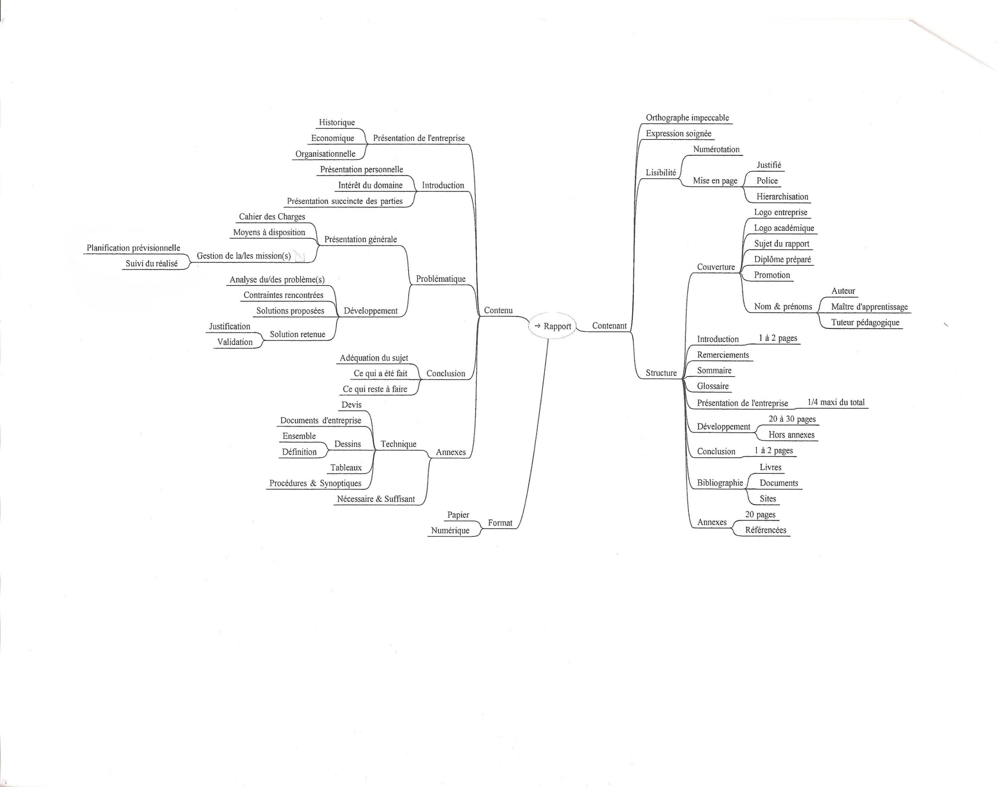 Historique
Economique
Organisationnelle
Présentation de l'entreprise
Présentation personnelle
Intérêt du domaine
Présentation succincte des parties
Introduction
Cahier des Charges
Moyens à disposition
Planification prévisionnelle
Suivi du réalisé
Gestion de la/les mission(s)
Présentation générale
Analyse du/des problème(s)
Contraintes rencontrées
Solutions proposées
Justification
Validation
Solution retenue
Développement
Problématique
Adéquation du sujet
Ce qui a été fait
Ce qui reste à faire
Conclusion
Devis
Documents d'entreprise
Ensemble
Définition
Dessins
Tableaux
Procédures & Synoptiques
Technique
Nécessaire & Suffisant
Annexes
Contenu
Papier
Numérique
Format
→ Rapport
Contenant
Orthographe impeccable
Expression soignée
Lisibilité
Numérotation
Mise en page
Justifié
Police
Hierarchisation
Structure
Couverture
Logo entreprise
Logo académique
Sujet du rapport
Diplôme préparé
Promotion
Nom & prénoms
Auteur
Maître d'apprentissage
Tuteur pédagogique
Introduction
1 à 2 pages
Remerciements
Sommaire
Glossaire
Présentation de l'entreprise
1/4 maxi du total
Développement
20 à 30 pages
Hors annexes
Conclusion
1 à 2 pages
Bibliographie
Livres
Documents
Sites
Annexes
20 pages
Référencées